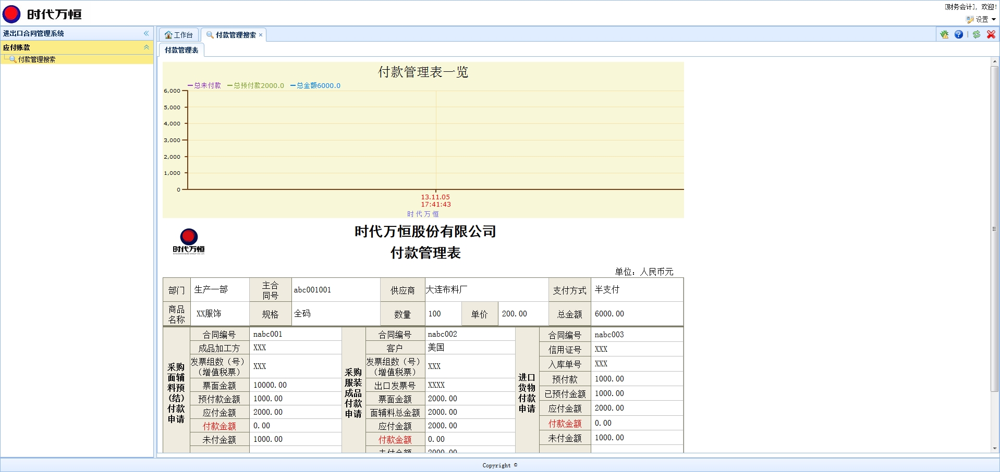 时代万恒
[财务会计], 欢迎!
设置
进出口合同管理系统
工作台
付款管理搜索
应付账款
付款管理搜索
付款管理表
付款管理表一览
总未付款 总预付款2000.0 总金额6000.0
6,000
5,000
4,000
3,000
2,000
1,000
0
13.11.05
17:41:43
时代万恒
时代万恒
时代万恒股份有限公司
付款管理表
单位：人民币元
部门 生产一部 主合同号 abc001001 供应商 大连布料厂 支付方式 半支付
商品名称 XX服饰 规格 全码 数量 100 单价 200.00 总金额 6000.00
采购面辅料预(结)付款申请
合同编号 nabc001
成品加工方 XXX
发票组数（号）（增值税票） XXX
票面金额 10000.00
预付款金额 1000.00
应付金额 2000.00
付款金额 0.00
未付金额 1000.00
采购服装成品付款申请
合同编号 nabc002
客户 美国
发票组数（号）（增值税票） XXX
出口发票号 XXXX
票面金额 2000.00
面辅料总金额 2000.00
应付金额 2000.00
付款金额 0.00
未付金额 2000.00
进口货物付款申请
合同编号 nabc003
信用证号 XXX
入库单号 XXX
预付款 1000.00
已预付金额 1000.00
应付金额 2000.00
付款金额 0.00
未付金额 1000.00
Copyright ©